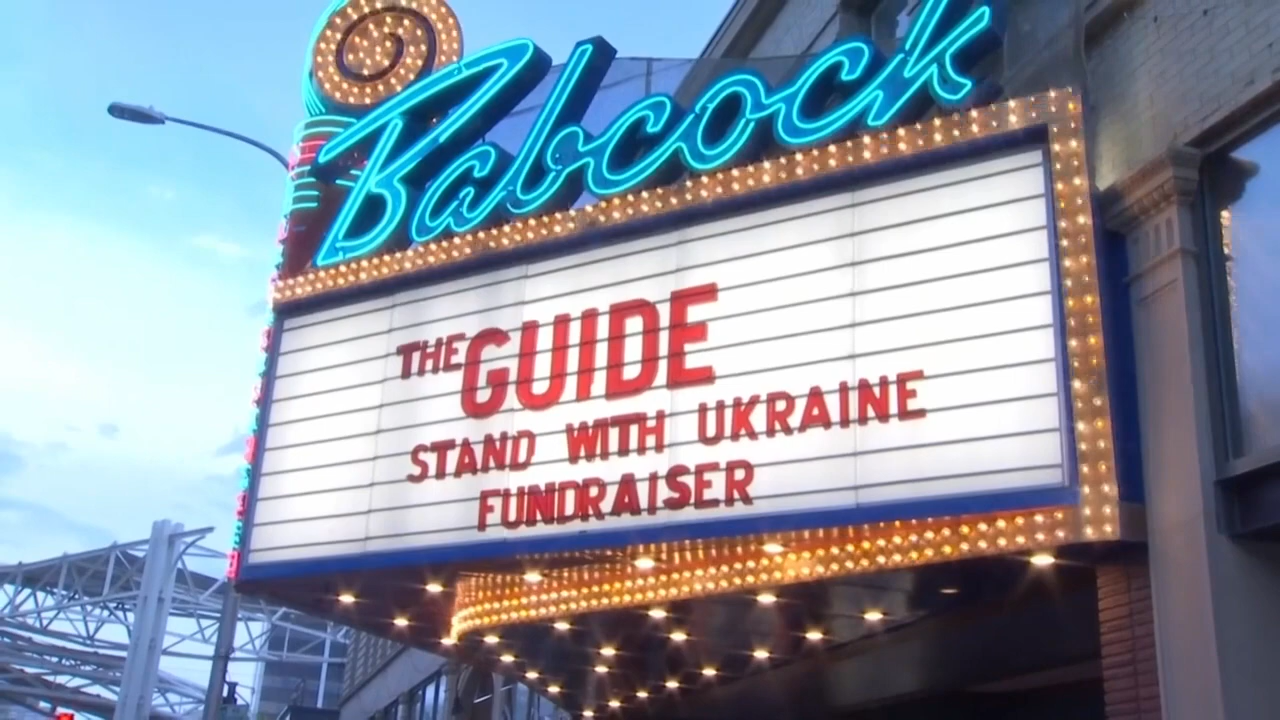 Babcock
THE GUIDE
STAND WITH UKRAINE
FUNDRAISER